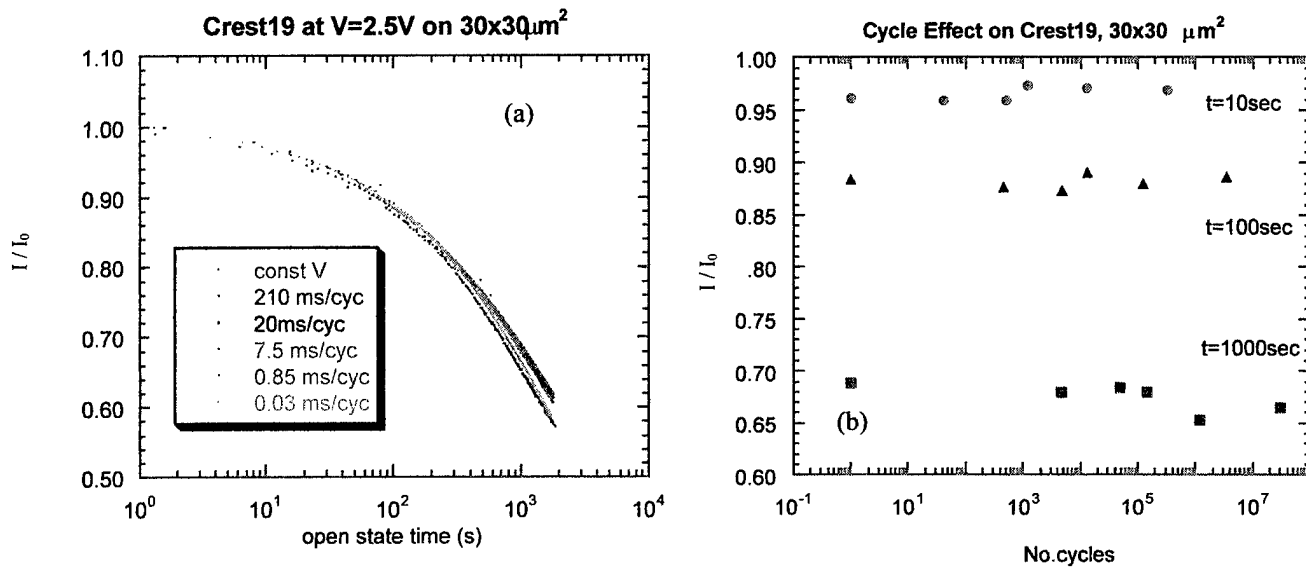 Crest19 at V=2.5V on 30x30μm²
1.10
1.00
0.90
0.80
0.70
0.60
0.50
I / I₀
(a)
const V
210 ms/cyc
20ms/cyc
7.5 ms/cyc
0.85 ms/cyc
0.03 ms/cyc
10⁰
10¹
10²
10³
10⁴
open state time (s)
Cycle Effect on Crest19, 30x30 μm²
1.00
0.95
0.90
0.85
.80
0.75
0.70
0.65
0.60
I / I₀
t=10sec
t=100sec
t=1000sec
(b)
10⁻¹
10¹
10³
10⁵
10⁷
No.cycles